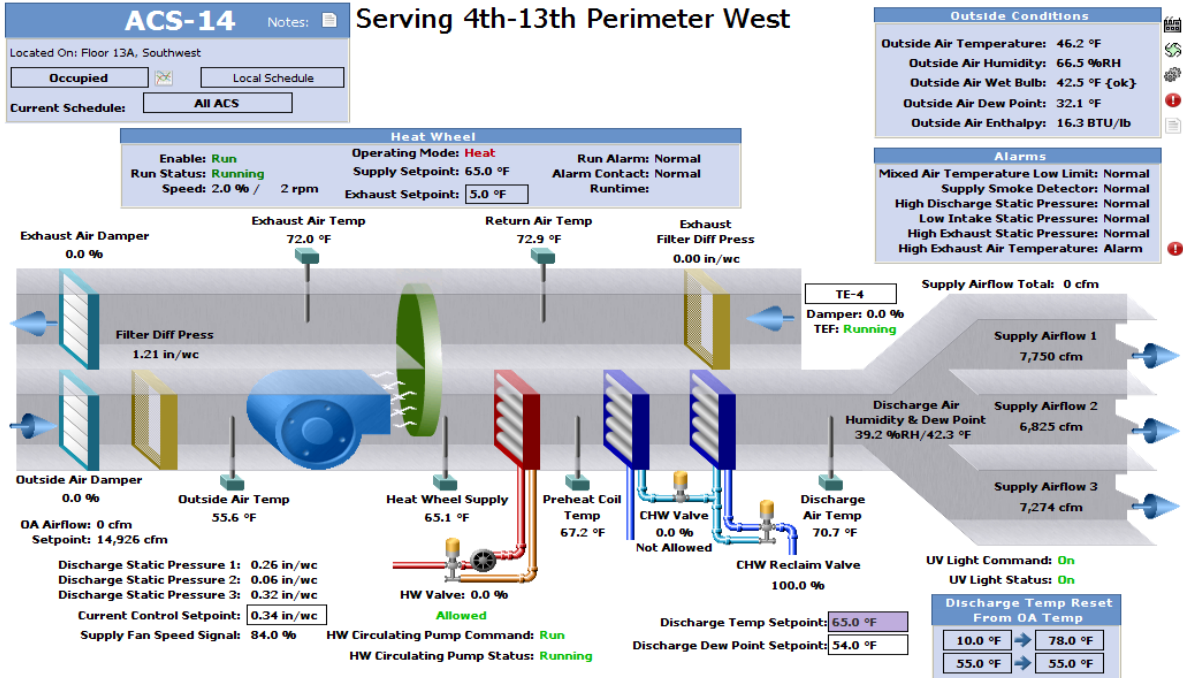 ACS-14 Notes:
Serving 4th-13th Perimeter West
Located On: Floor 13A, Southwest
Occupied Local Schedule
Current Schedule: All ACS
Outside Conditions
Outside Air Temperature: 46.2 °F
Outside Air Humidity: 66.5 %RH
Outside Air Wet Bulb: 42.5 °F {ok}
Outside Air Dew Point: 32.1 °F
Outside Air Enthalpy: 16.3 BTU/lb
Heat Wheel
Enable: Run
Run Status: Running
Speed: 2.0 % / 2 rpm
Operating Mode: Heat
Supply Setpoint: 65.0 °F
Exhaust Setpoint: 5.0 °F
Run Alarm: Normal
Alarm Contact: Normal
Runtime:
Alarms
Mixed Air Temperature Low Limit: Normal
Supply Smoke Detector: Normal
High Discharge Static Pressure: Normal
Low Intake Static Pressure: Normal
High Exhaust Static Pressure: Normal
High Exhaust Air Temperature: Alarm
Exhaust Air Damper
0.0 %
Exhaust Air Temp
72.0 °F
Return Air Temp
72.9 °F
Exhaust
Filter Diff Press
0.00 in/wc
TE-4
Damper: 0.0 %
TEF: Running
Supply Airflow Total: 0 cfm
Filter Diff Press
1.21 in/wc
Supply Airflow 1
7,750 cfm
Discharge Air
Humidity & Dew Point
39.2 %RH/42.3 °F
Supply Airflow 2
6,825 cfm
Supply Airflow 3
7,274 cfm
Outside Air Damper
0.0 %
Outside Air Temp
55.6 °F
Heat Wheel Supply
65.1 °F
Preheat Coil
Temp
67.2 °F
CHW Valve
0.0 %
Not Allowed
Discharge
Air Temp
70.7 °F
CHW Reclaim Valve
100.0 %
OA Airflow: 0 cfm
Setpoint: 14,926 cfm
Discharge Static Pressure 1: 0.26 in/wc
Discharge Static Pressure 2: 0.06 in/wc
Discharge Static Pressure 3: 0.32 in/wc
Current Control Setpoint: 0.34 in/wc
Supply Fan Speed Signal: 84.0 %
HW Valve: 0.0 %
Allowed
HW Circulating Pump Command: Run
HW Circulating Pump Status: Running
Discharge Temp Setpoint: 65.0 °F
Discharge Dew Point Setpoint: 54.0 °F
UV Light Command: On
UV Light Status: On
Discharge Temp Reset
From OA Temp
10.0 °F 78.0 °F
55.0 °F 55.0 °F